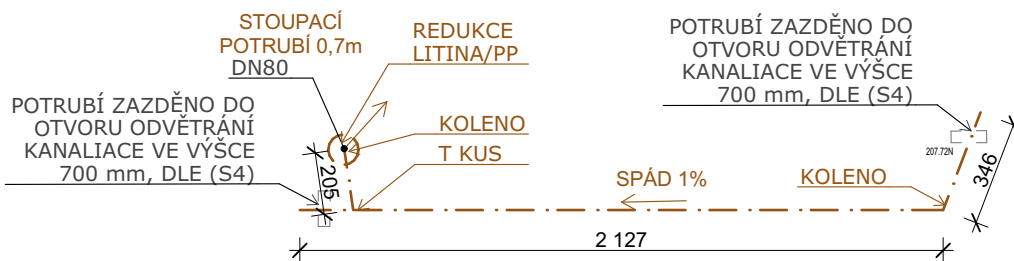 STOUPACÍ
POTRUBÍ 0,7m
DN80
REDUKCE
LITINA/PP
POTRUBÍ ZAZDĚNO DO
OTVORU ODVĚTRÁNÍ
KANALIACE VE VÝŠCE
700 mm, DLE (S4)
POTRUBÍ ZAZDĚNO DO
OTVORU ODVĚTRÁNÍ
KANALIACE VE VÝŠCE
700 mm, DLE (S4)
KOLENO
T KUS
205
SPÁD 1%
KOLENO
207.72N
346
2 127